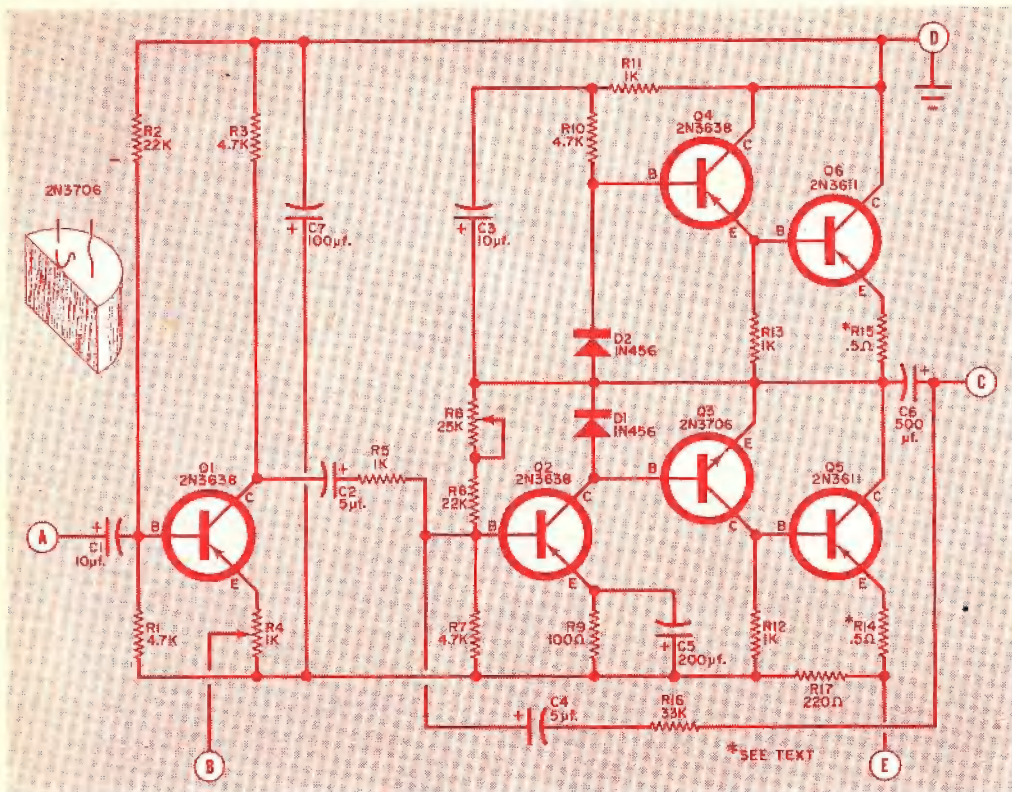 D
R11
1K
R2
22K
R3
4.7K
R10
4.7K
Q4
2N3638
C
B
E
Q6
2N3611
C
B
E
2N3706
+
C7
100µf.
+
C3
10µf.
R13
1K
*R15
.5Ω
D2
1N456
R8
25K
D1
1N456
Q3
2N3706
E
B
C
+
C6
500
µf.
C
R5
1K
Q1
2N3638
C
B
E
+
C2
5µf.
R6
22K
Q2
2N3638
C
B
E
Q5
2N3611
C
B
E
A
+
C1
10µf.
R1
4.7K
R4
1K
R7
4.7K
R9
100Ω
+
C5
200µf.
R12
1K
*R14
.5Ω
R17
220Ω
+
C4
5µf.
R16
33K
B
*SEE TEXT
E